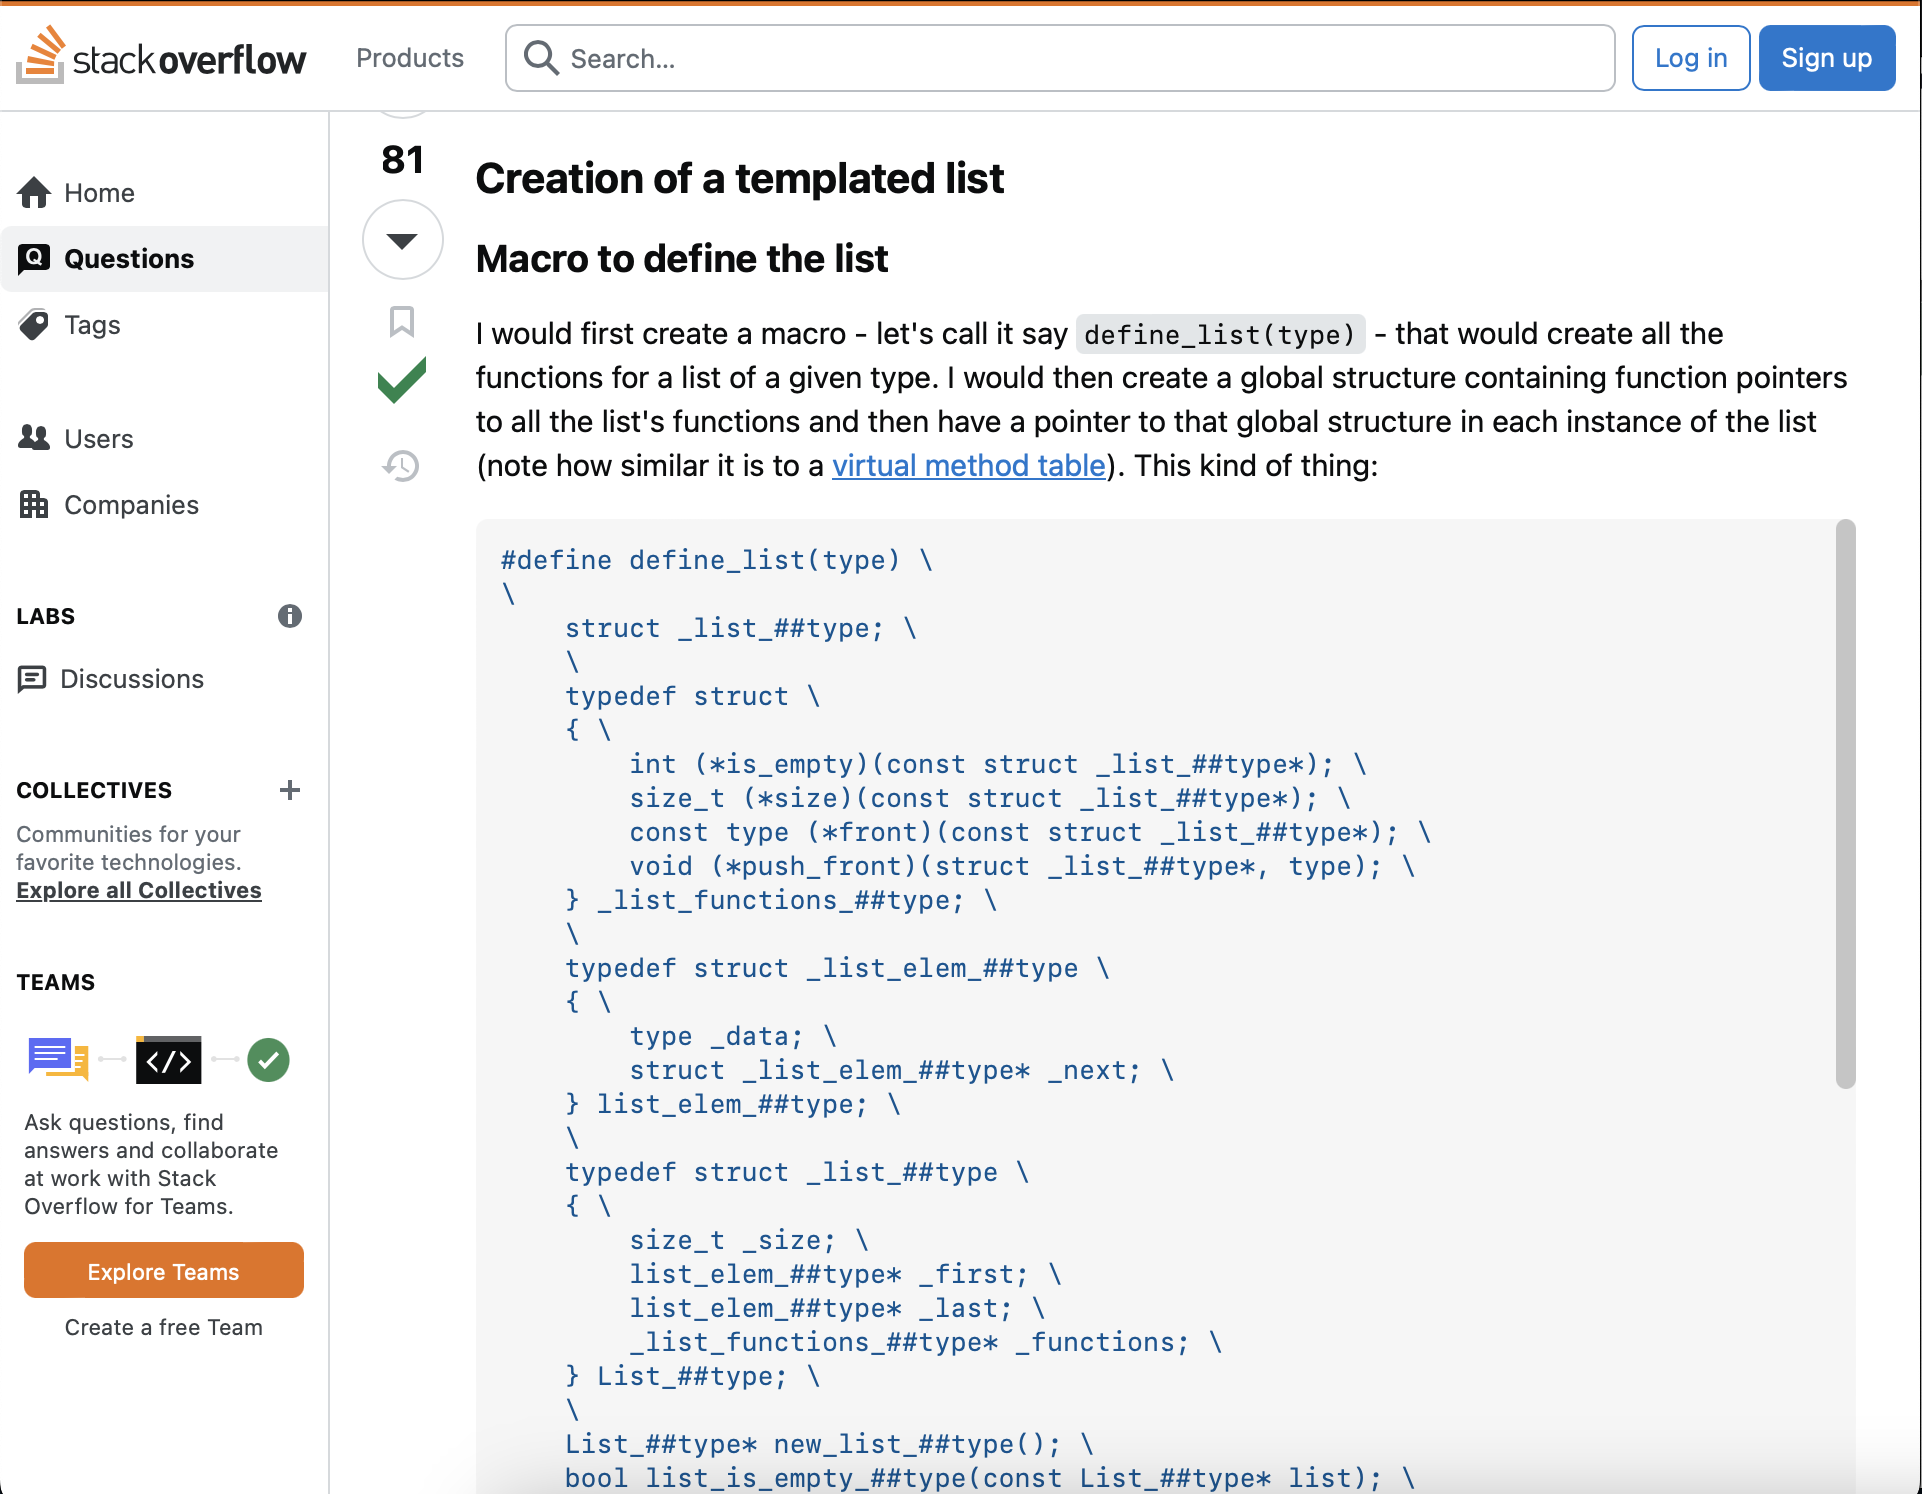 stackoverflow
Products
Search...
Log in
Sign up
Home
Questions
Tags
Users
Companies
LABS
Discussions
COLLECTIVES
Communities for your
favorite technologies.
Explore all Collectives
TEAMS
</>
Ask questions, find
answers and collaborate
at work with Stack
Overflow for Teams.
Explore Teams
Create a free Team
81
Creation of a templated list
Macro to define the list
I would first create a macro - let's call it say define_list(type) - that would create all the
functions for a list of a given type. I would then create a global structure containing function pointers
to all the list's functions and then have a pointer to that global structure in each instance of the list
(note how similar it is to a virtual method table). This kind of thing:
#define define_list(type) \
\
    struct _list_##type; \
    \
    typedef struct \
    { \
        int (*is_empty)(const struct _list_##type*); \
        size_t (*size)(const struct _list_##type*); \
        const type (*front)(const struct _list_##type*); \
        void (*push_front)(struct _list_##type*, type); \
    } _list_functions_##type; \
    \
    typedef struct _list_elem_##type \
    { \
        type _data; \
        struct _list_elem_##type* _next; \
    } list_elem_##type; \
    \
    typedef struct _list_##type \
    { \
        size_t _size; \
        list_elem_##type* _first; \
        list_elem_##type* _last; \
        _list_functions_##type* _functions; \
    } List_##type; \
    \
    List_##type* new_list_##type(); \
    bool list_is_empty_##type(const List_##type* list); \